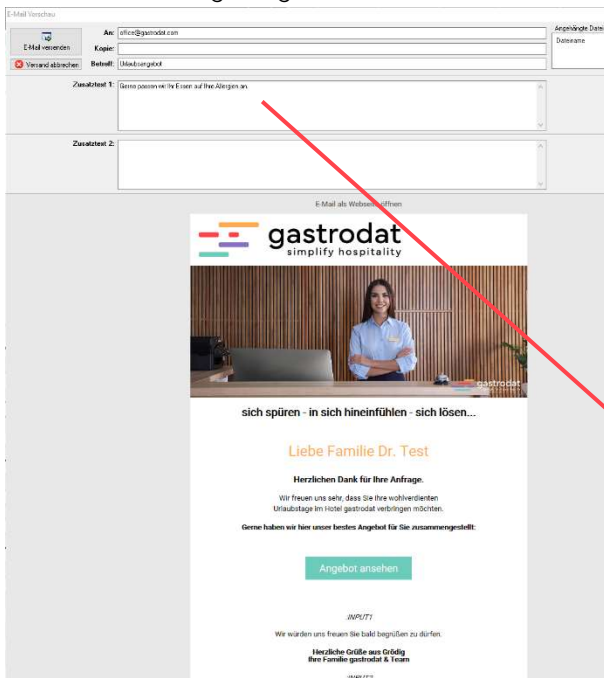 E-Mail Vorschau
E-Mail versenden
Versand abbrechen
An: office@gastrodat.com
Kopie:
Betreff: Urlaubsangebot
Angehängte Datei
Dateiname
Zusatztext 1: Gerne passen wir Ihr Essen auf Ihre Allergien an.
Zusatztext 2:
E-Mail als Webseite öffnen
gastrodat
simplify hospitality
gastrodat
sich spüren - in sich hineinfühlen - sich lösen...
Liebe Familie Dr. Test
Herzlichen Dank für Ihre Anfrage.
Wir freuen uns sehr, dass Sie Ihre wohlverdienten
Urlaubstage im Hotel gastrodat verbringen möchten.
Gerne haben wir hier unser bestes Angebot für Sie zusammengestellt:
Angebot ansehen
INPUT1
Wir würden uns freuen Sie bald begrüßen zu dürfen.
Herzliche Grüße aus Grödig
Ihre Familie gastrodat & Team